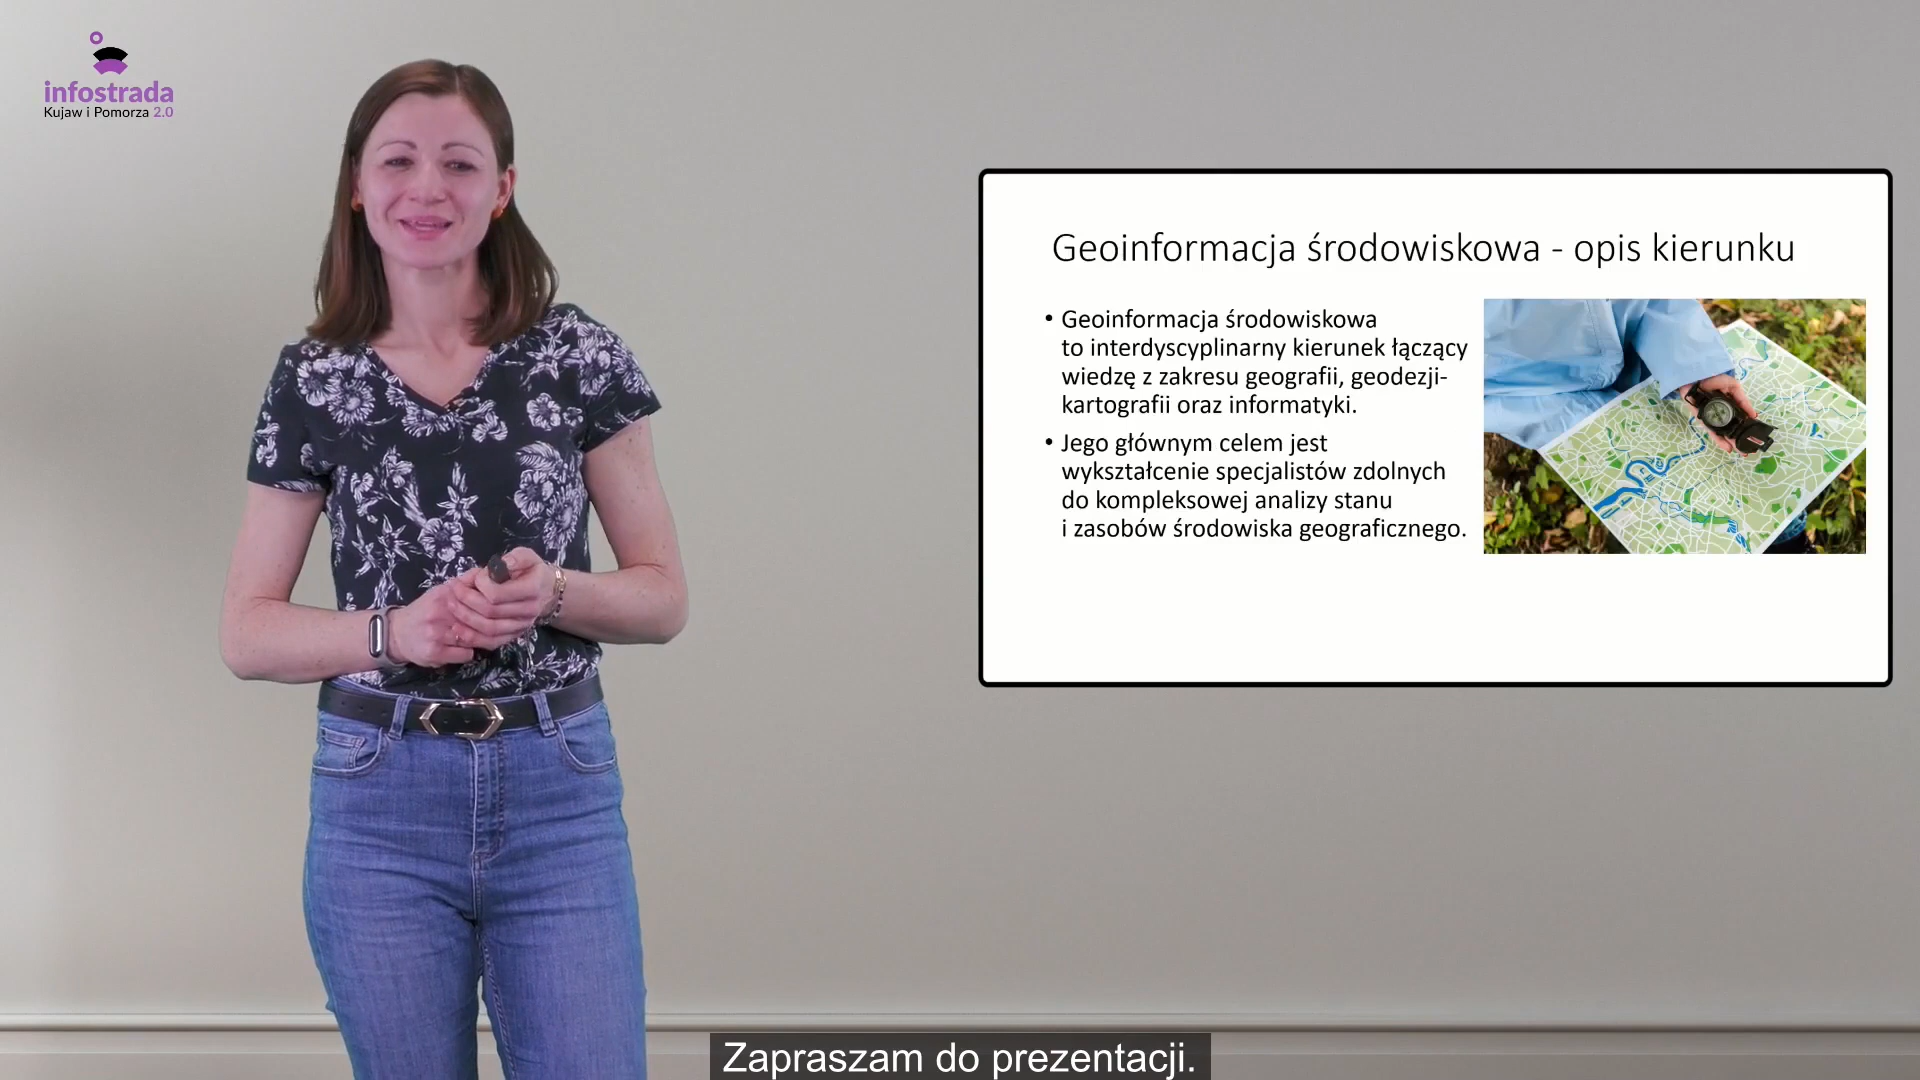 infostrada
Kujaw i Pomorza 2.0
Geoinformacja środowiskowa - opis kierunku
• Geoinformacja środowiskowa
to interdyscyplinarny kierunek łączący
wiedzę z zakresu geografii, geodezji-
kartografii oraz informatyki.
• Jego głównym celem jest
wykształcenie specjalistów zdolnych
do kompleksowej analizy stanu
i zasobów środowiska geograficznego.
Zapraszam do prezentacji.